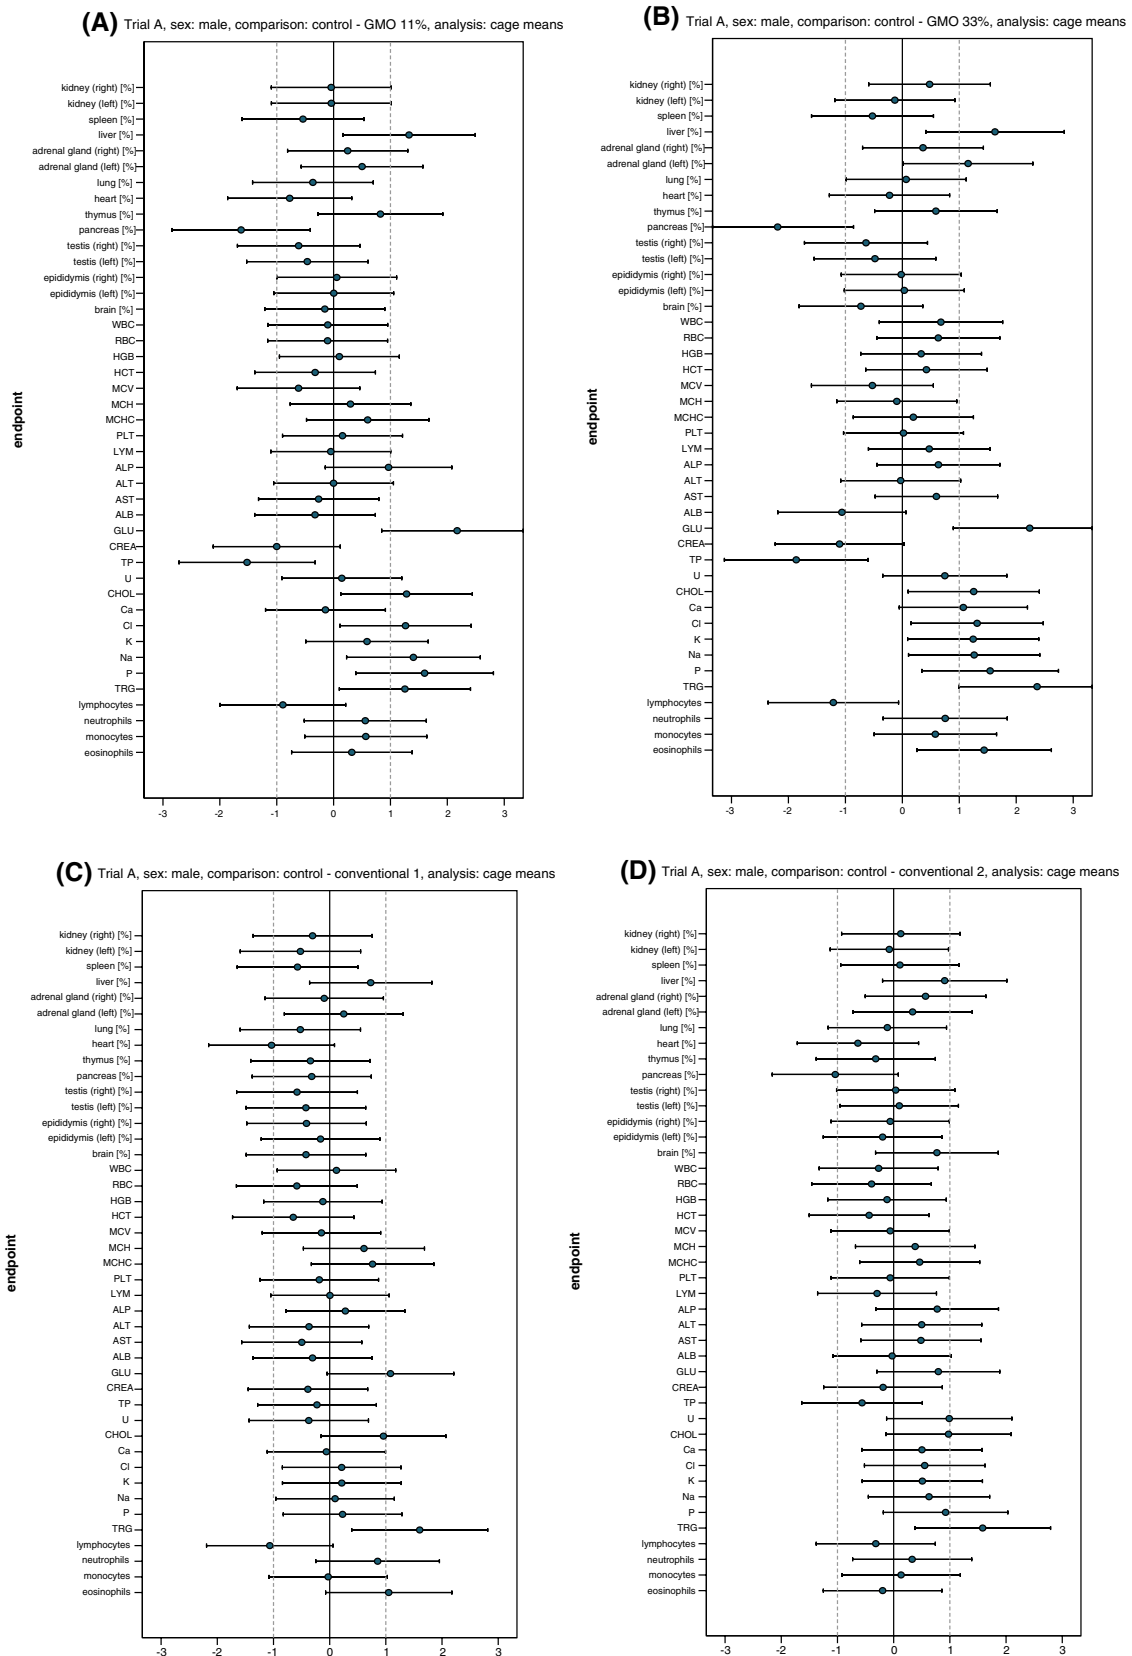 (A) Trial A, sex: male, comparison: control - GMO 11%, analysis: cage means
kidney (right) [%]
kidney (left) [%]
spleen [%]
liver [%]
adrenal gland (right) [%]
adrenal gland (left) [%]
lung [%]
heart [%]
thymus [%]
pancreas [%]
testis (right) [%]
testis (left) [%]
epididymis (right) [%]
epididymis (left) [%]
brain [%]
WBC
RBC
HGB
HCT
MCV
MCH
MCHC
PLT
LYM
ALP
ALT
AST
ALB
GLU
CREA
TP
U
CHOL
Ca
Cl
K
Na
P
TRG
lymphocytes
neutrophils
monocytes
eosinophils
endpoint
-3 -2 -1 0 1 2 3
(B) Trial A, sex: male, comparison: control - GMO 33%, analysis: cage means
kidney (right) [%]
kidney (left) [%]
spleen [%]
liver [%]
adrenal gland (right) [%]
adrenal gland (left) [%]
lung [%]
heart [%]
thymus [%]
pancreas [%]
testis (right) [%]
testis (left) [%]
epididymis (right) [%]
epididymis (left) [%]
brain [%]
WBC
RBC
HGB
HCT
MCV
MCH
MCHC
PLT
LYM
ALP
ALT
AST
ALB
GLU
CREA
TP
U
CHOL
Ca
Cl
K
Na
P
TRG
lymphocytes
neutrophils
monocytes
eosinophils
endpoint
-3 -2 -1 0 1 2 3
(C) Trial A, sex: male, comparison: control - conventional 1, analysis: cage means
kidney (right) [%]
kidney (left) [%]
spleen [%]
liver [%]
adrenal gland (right) [%]
adrenal gland (left) [%]
lung [%]
heart [%]
thymus [%]
pancreas [%]
testis (right) [%]
testis (left) [%]
epididymis (right) [%]
epididymis (left) [%]
brain [%]
WBC
RBC
HGB
HCT
MCV
MCH
MCHC
PLT
LYM
ALP
ALT
AST
ALB
GLU
CREA
TP
U
CHOL
Ca
Cl
K
Na
P
TRG
lymphocytes
neutrophils
monocytes
eosinophils
endpoint
-3 -2 -1 0 1 2 3
(D) Trial A, sex: male, comparison: control - conventional 2, analysis: cage means
kidney (right) [%]
kidney (left) [%]
spleen [%]
liver [%]
adrenal gland (right) [%]
adrenal gland (left) [%]
lung [%]
heart [%]
thymus [%]
pancreas [%]
testis (right) [%]
testis (left) [%]
epididymis (right) [%]
epididymis (left) [%]
brain [%]
WBC
RBC
HGB
HCT
MCV
MCH
MCHC
PLT
LYM
ALP
ALT
AST
ALB
GLU
CREA
TP
U
CHOL
Ca
Cl
K
Na
P
TRG
lymphocytes
neutrophils
monocytes
eosinophils
endpoint
-3 -2 -1 0 1 2 3